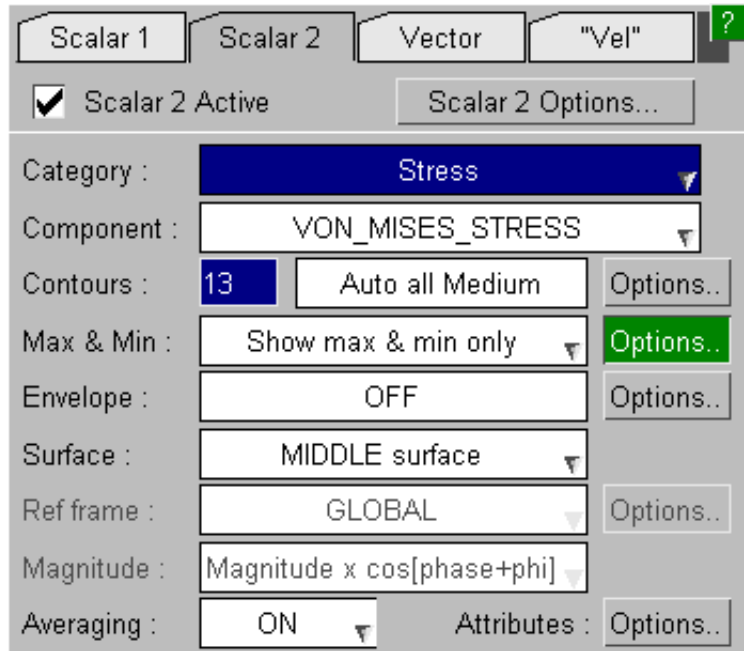 Scalar 1 Scalar 2 Vector "Vel" ?
Scalar 2 Active Scalar 2 Options...
Category : Stress
Component : VON_MISES_STRESS
Contours : 13 Auto all Medium Options..
Max & Min : Show max & min only Options..
Envelope : OFF Options..
Surface : MIDDLE surface
Ref frame : GLOBAL Options..
Magnitude : Magnitude x cos[phase+phi]
Averaging : ON Attributes : Options..